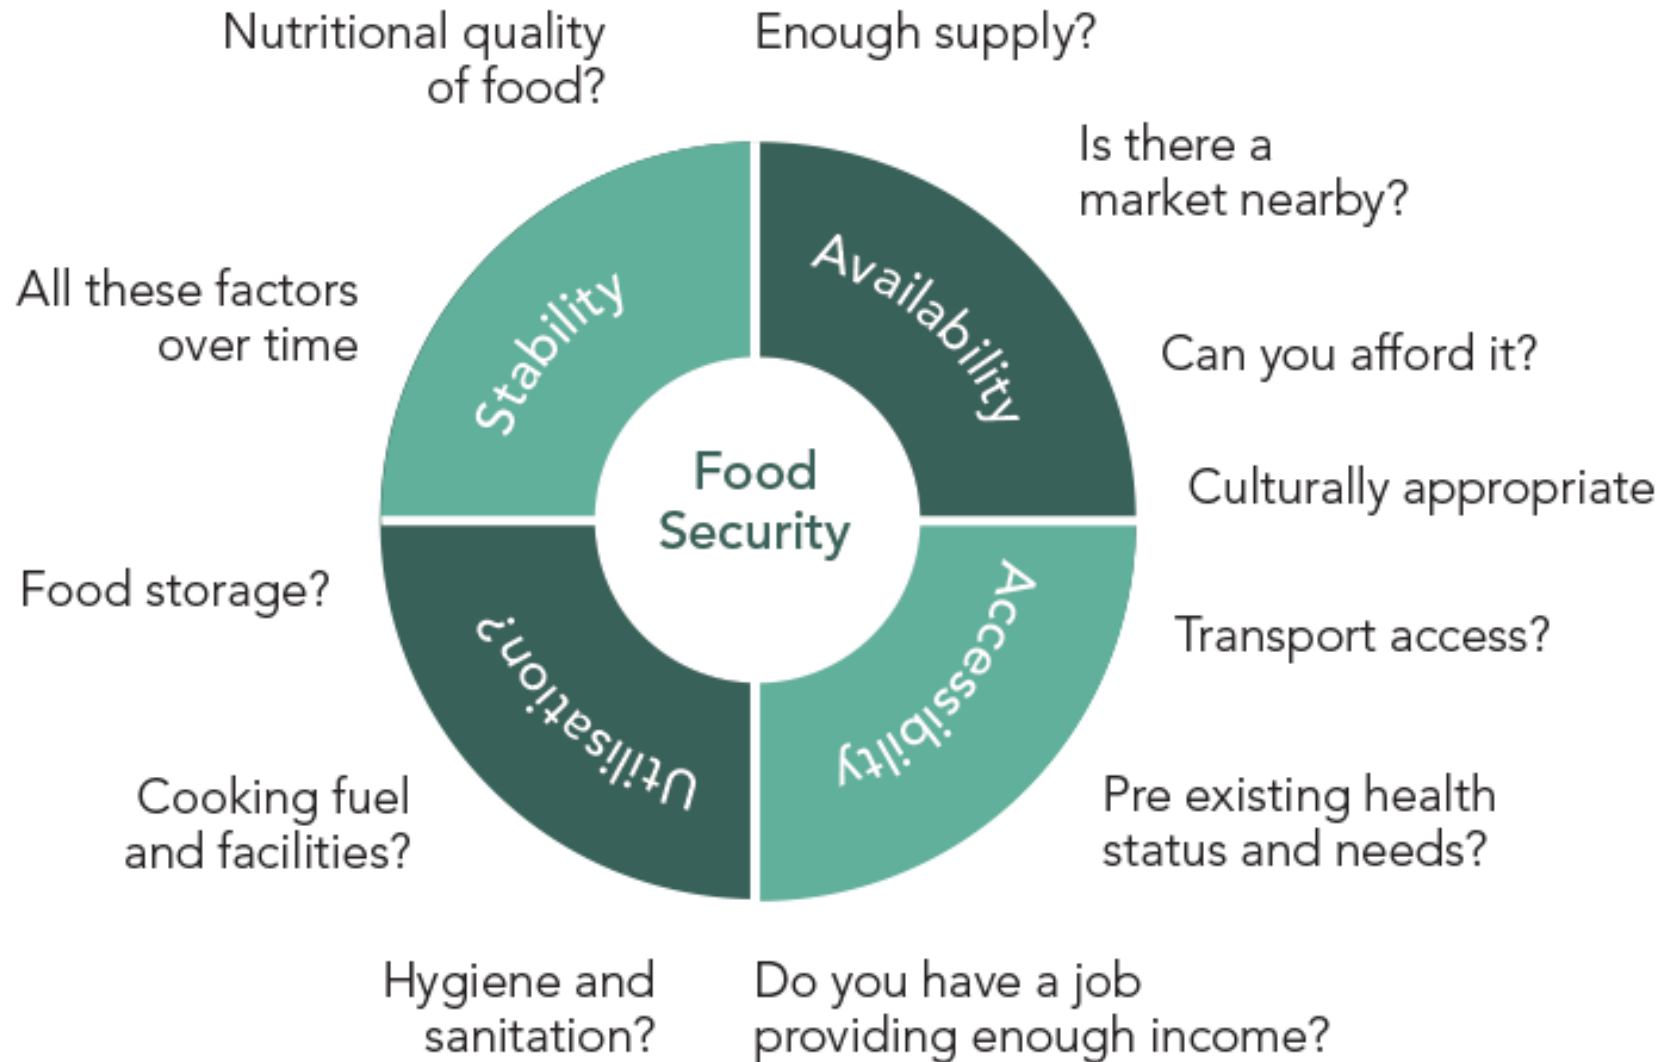 Nutritional quality
of food?
Enough supply?
Is there a
market nearby?
Can you afford it?
Culturally appropriate
Transport access?
Pre existing health
status and needs?
Do you have a job
providing enough income?
Hygiene and
sanitation?
Cooking fuel
and facilities?
Food storage?
All these factors
over time
Stability
Availability
Accessibilty
Utilisation?
Food
Security